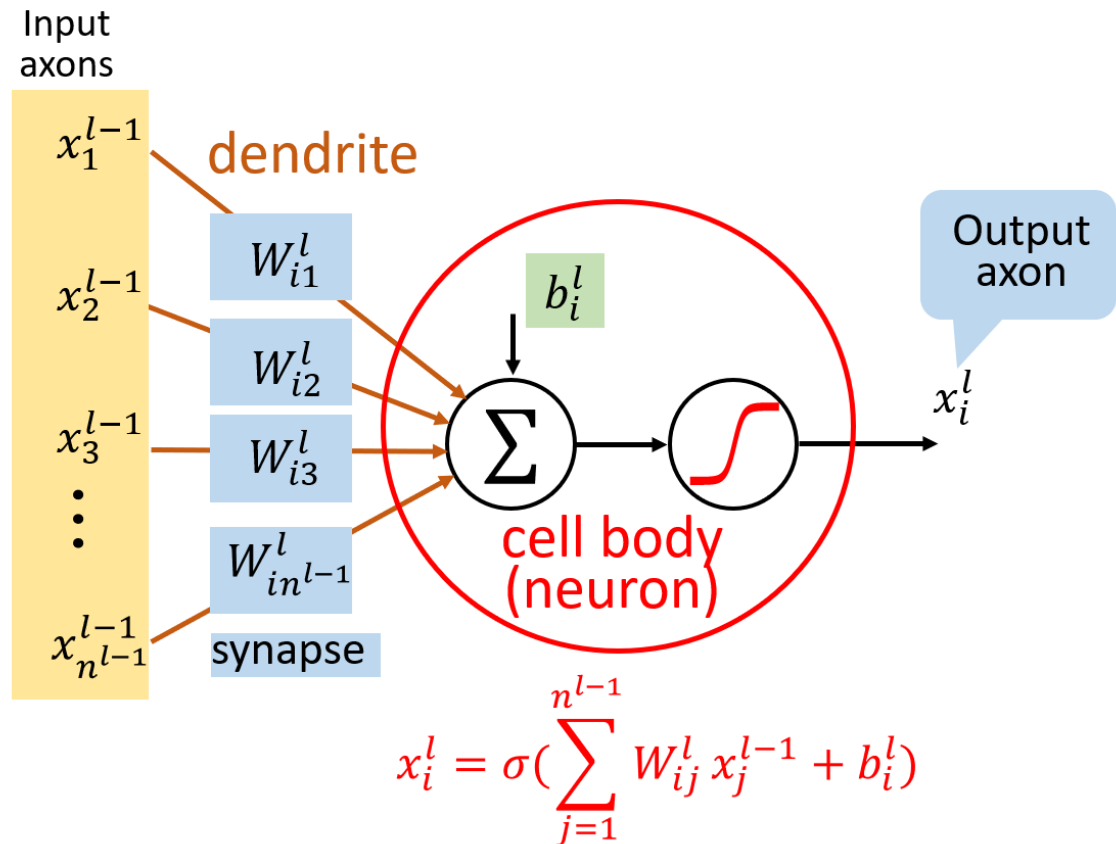 Input
axons
x_1^{l-1}
x_2^{l-1}
x_3^{l-1}
⋮
x_{n^{l-1}}^{l-1}
dendrite
W_{i1}^l
W_{i2}^l
W_{i3}^l
W_{in^{l-1}}^l
synapse
b_i^l
∑
cell body
(neuron)
Output
axon
x_i^l
x_i^l = σ(∑_{j=1}^{n^{l-1}} W_{ij}^l x_j^{l-1} + b_i^l)